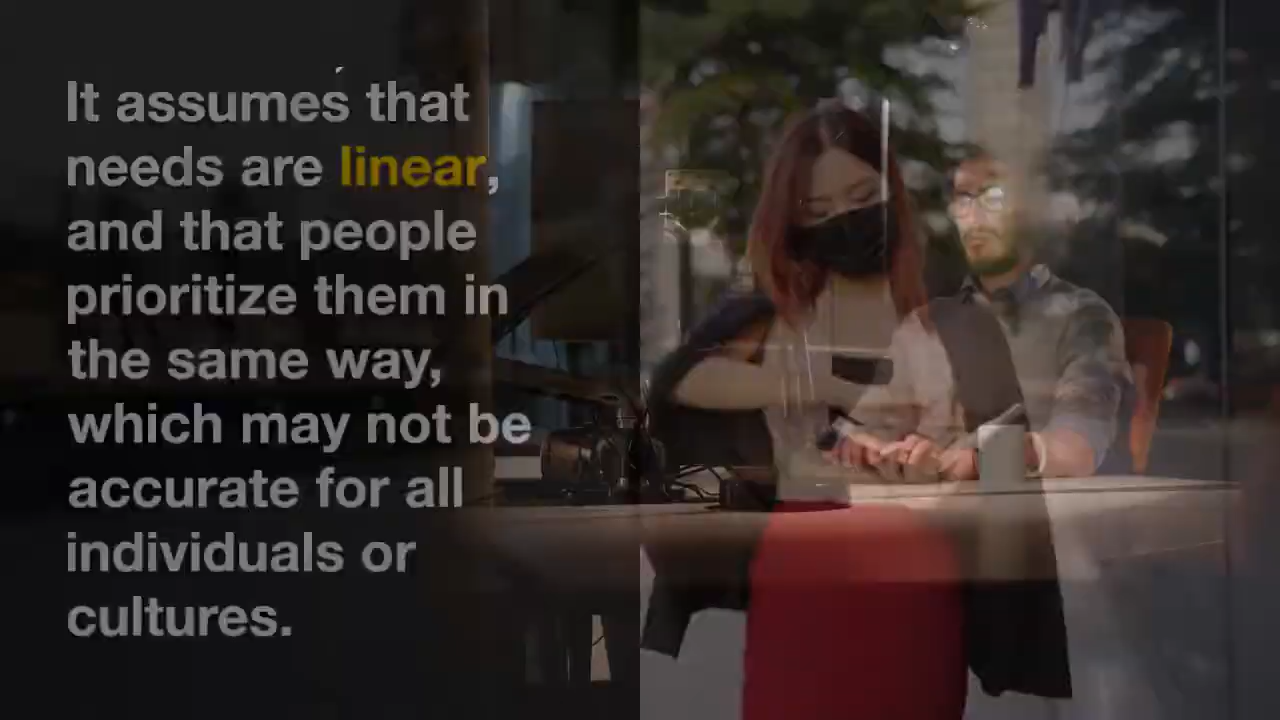 It assumes that
needs are linear,
and that people
prioritize them in
the same way,
which may not be
accurate for all
individuals or
cultures.